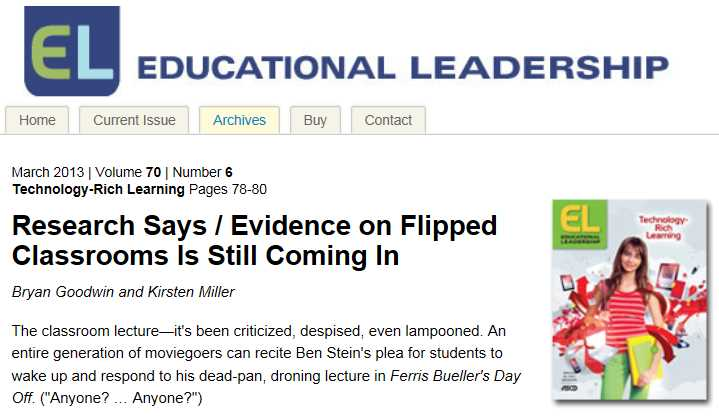 EL EDUCATIONAL LEADERSHIP
Home Current Issue Archives Buy Contact
March 2013 | Volume 70 | Number 6
Technology-Rich Learning Pages 78-80
Research Says / Evidence on Flipped
Classrooms Is Still Coming In
Bryan Goodwin and Kirsten Miller
The classroom lecture—it's been criticized, despised, even lampooned. An
entire generation of moviegoers can recite Ben Stein's plea for students to
wake up and respond to his dead-pan, droning lecture in Ferris Bueller's Day
Off. ("Anyone? … Anyone?")
EL
EDUCATIONAL
LEADERSHIP
Technology-
Rich
Learning
ASCD